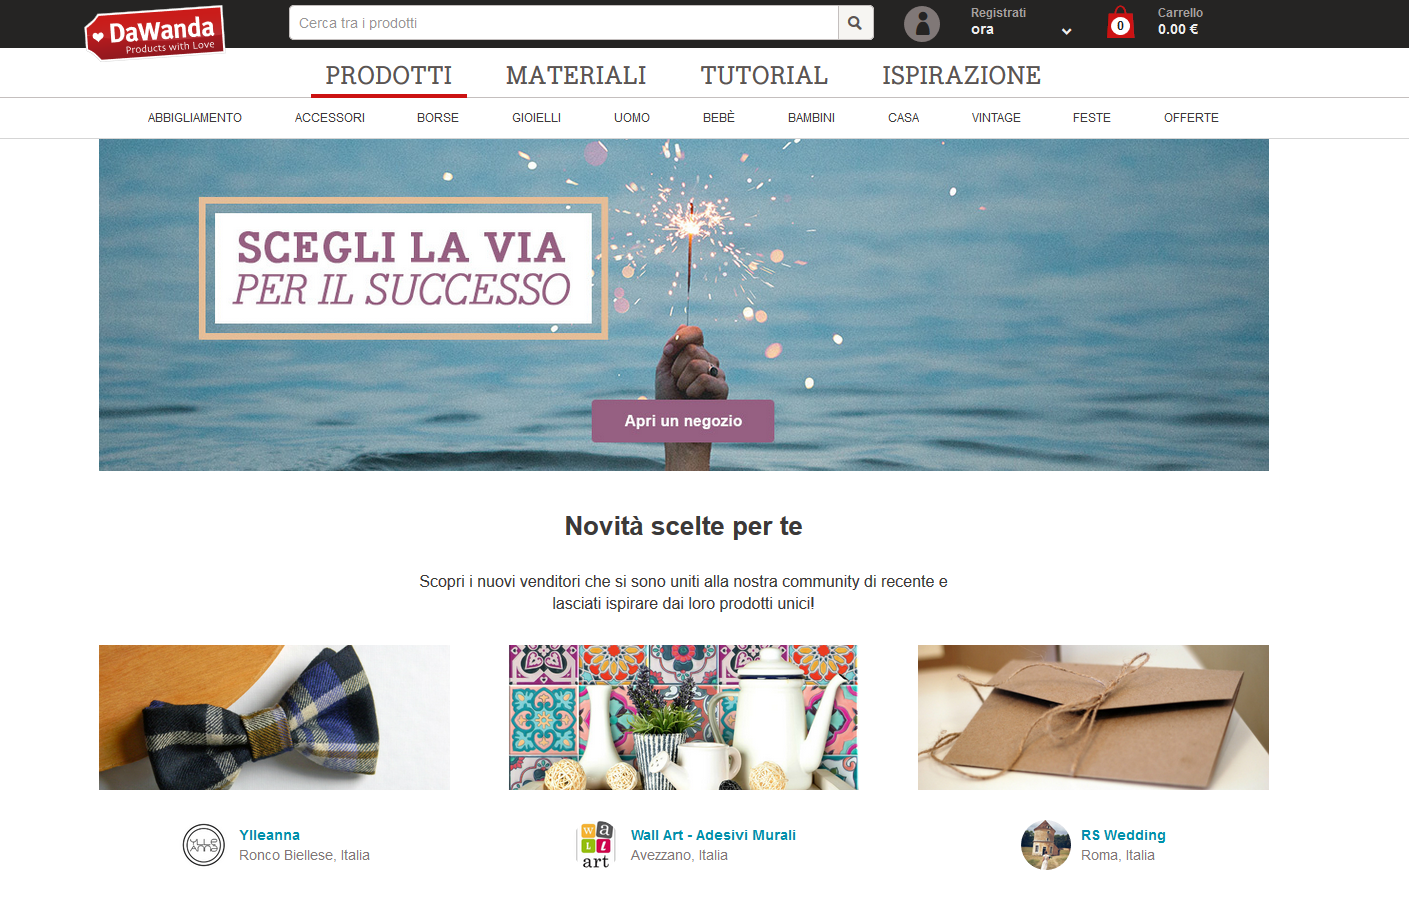 DaWanda
Products with Love
Cerca tra i prodotti
Registrati
ora
0
Carrello
0.00 €
PRODOTTI
MATERIALI
TUTORIAL
ISPIRAZIONE
ABBIGLIAMENTO
ACCESSORI
BORSE
GIOIELLI
UOMO
BEBÈ
BAMBINI
CASA
VINTAGE
FESTE
OFFERTE
SCEGLI LA VIA
PER IL SUCCESSO
Apri un negozio
Novità scelte per te
Scopri i nuovi venditori che si sono uniti alla nostra community di recente e
lasciati ispirare dai loro prodotti unici!
Ylleanna
Ronco Biellese, Italia
wall
art
Wall Art - Adesivi Murali
Avezzano, Italia
RS Wedding
Roma, Italia